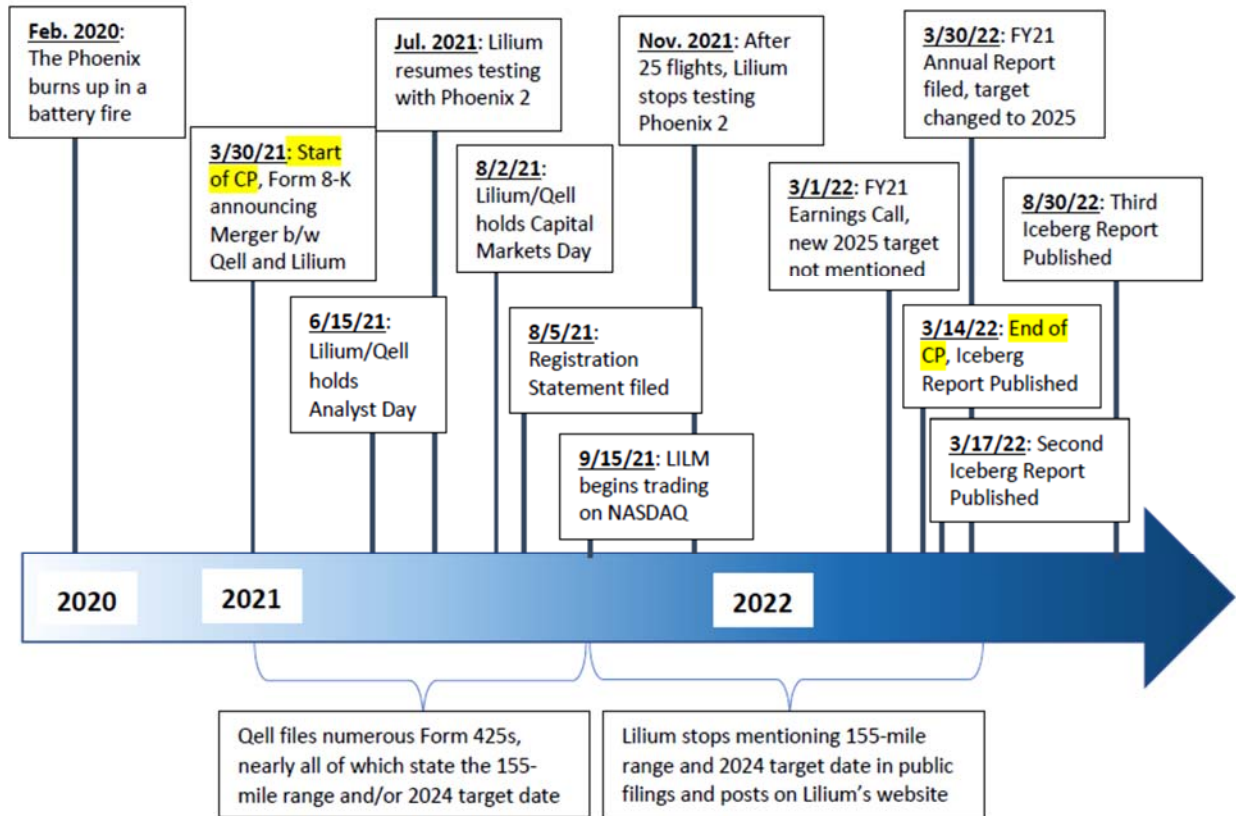 Feb. 2020:
The Phoenix
burns up in a
battery fire
Jul. 2021: Lilium
resumes testing
with Phoenix 2
Nov. 2021: After
25 flights, Lilium
stops testing
Phoenix 2
3/30/22: FY21
Annual Report
filed, target
changed to 2025
3/30/21: Start
of CP, Form 8-K
announcing
Merger b/w
Qell and Lilium
8/2/21:
Lilium/Qell
holds Capital
Markets Day
3/1/22: FY21
Earnings Call,
new 2025 target
not mentioned
8/30/22: Third
Iceberg Report
Published
6/15/21:
Lilium/Qell
holds
Analyst Day
8/5/21:
Registration
Statement filed
3/14/22: End of
CP, Iceberg
Report Published
9/15/21: LILM
begins trading
on NASDAQ
3/17/22: Second
Iceberg Report
Published
2020
2021
2022
Qell files numerous Form 425s,
nearly all of which state the 155-
mile range and/or 2024 target date
Lilium stops mentioning 155-mile
range and 2024 target date in public
filings and posts on Lilium's website